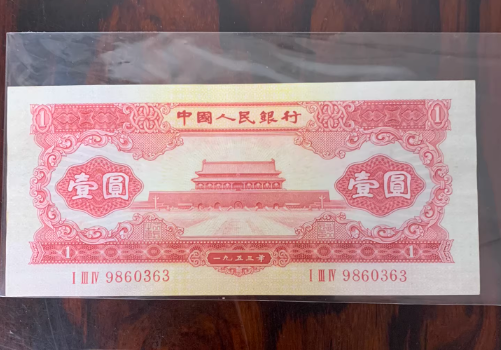 1 中國人民銀行 1
壹圓 壹圓
1 一九五三年 1
I III IV 9860363 I III IV 9860363